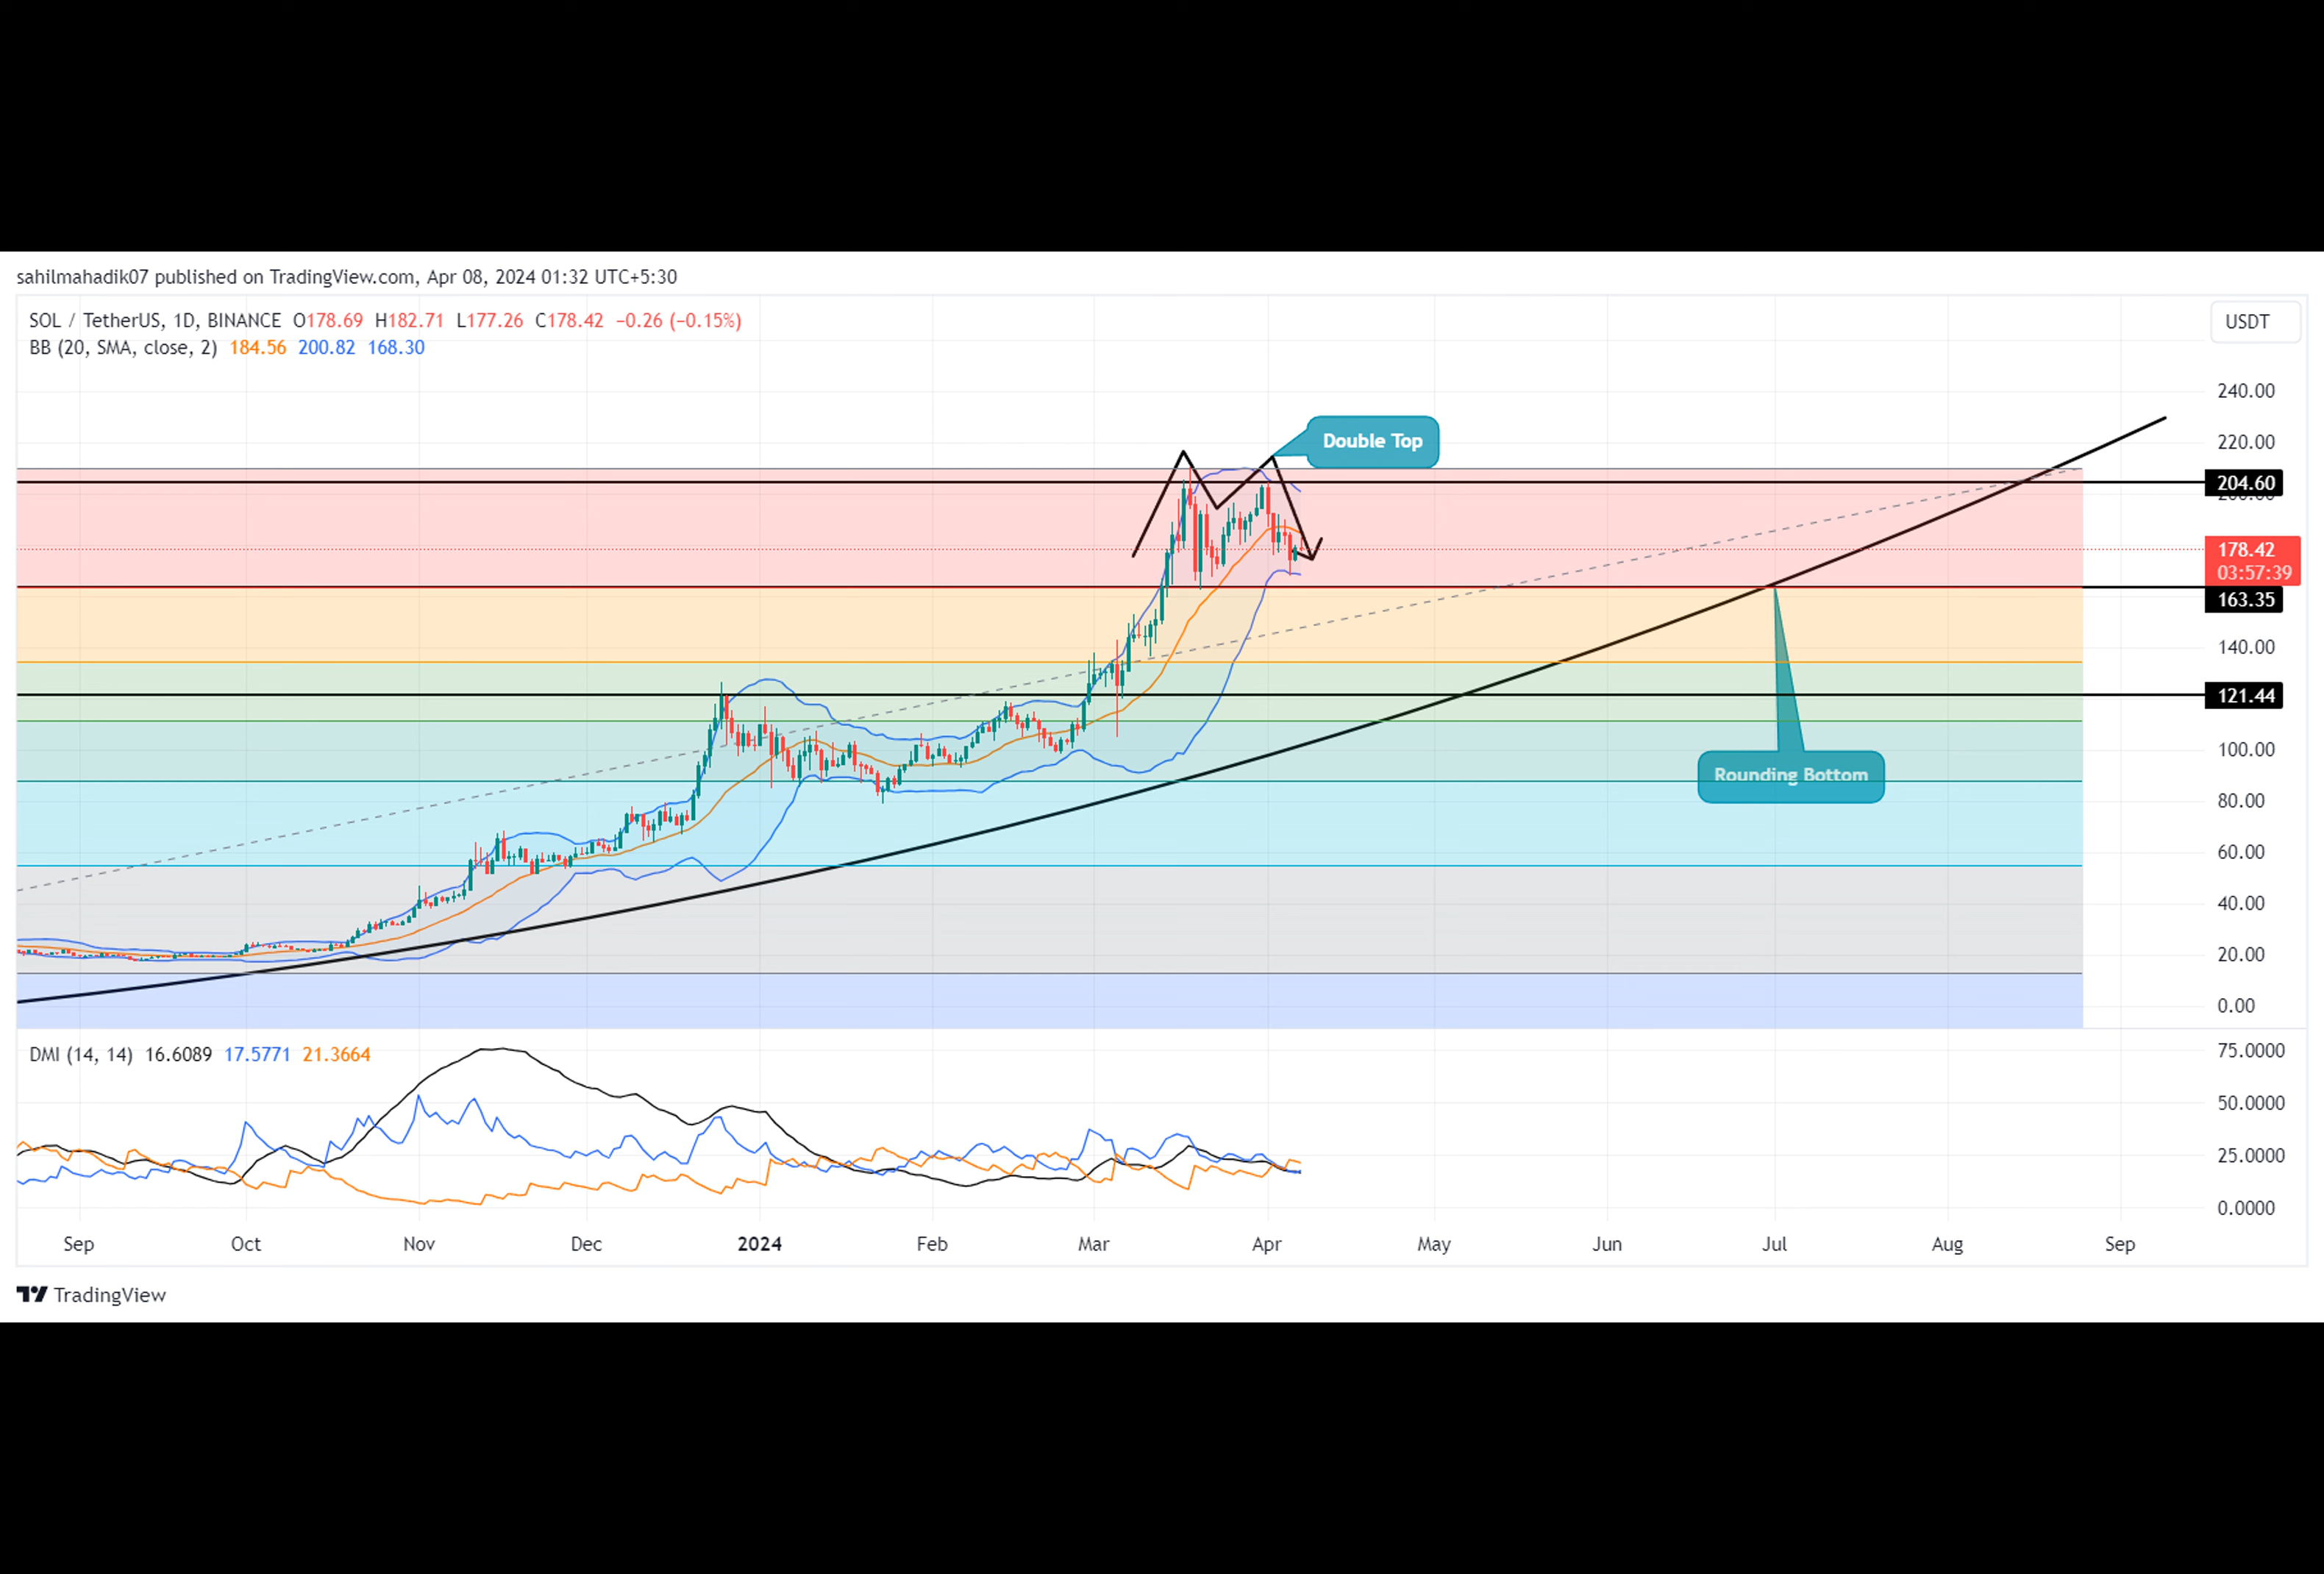 sahilmahadik07 published on TradingView.com, Apr 08, 2024 01:32 UTC+5:30
SOL / TetherUS, 1D, BINANCE O178.69 H182.71 L177.26 C178.42 −0.26 (−0.15%)
USDT
BB (20, SMA, close, 2) 184.56 200.82 168.30
240.00
Double Top
220.00
204.60
178.42
03:57:39
163.35
140.00
121.44
100.00
Rounding Bottom
80.00
60.00
40.00
20.00
0.00
DMI (14, 14) 16.6089 17.5771 21.3664
75.0000
50.0000
25.0000
0.0000
Sep Oct Nov Dec 2024 Feb Mar Apr May Jun Jul Aug Sep
TradingView